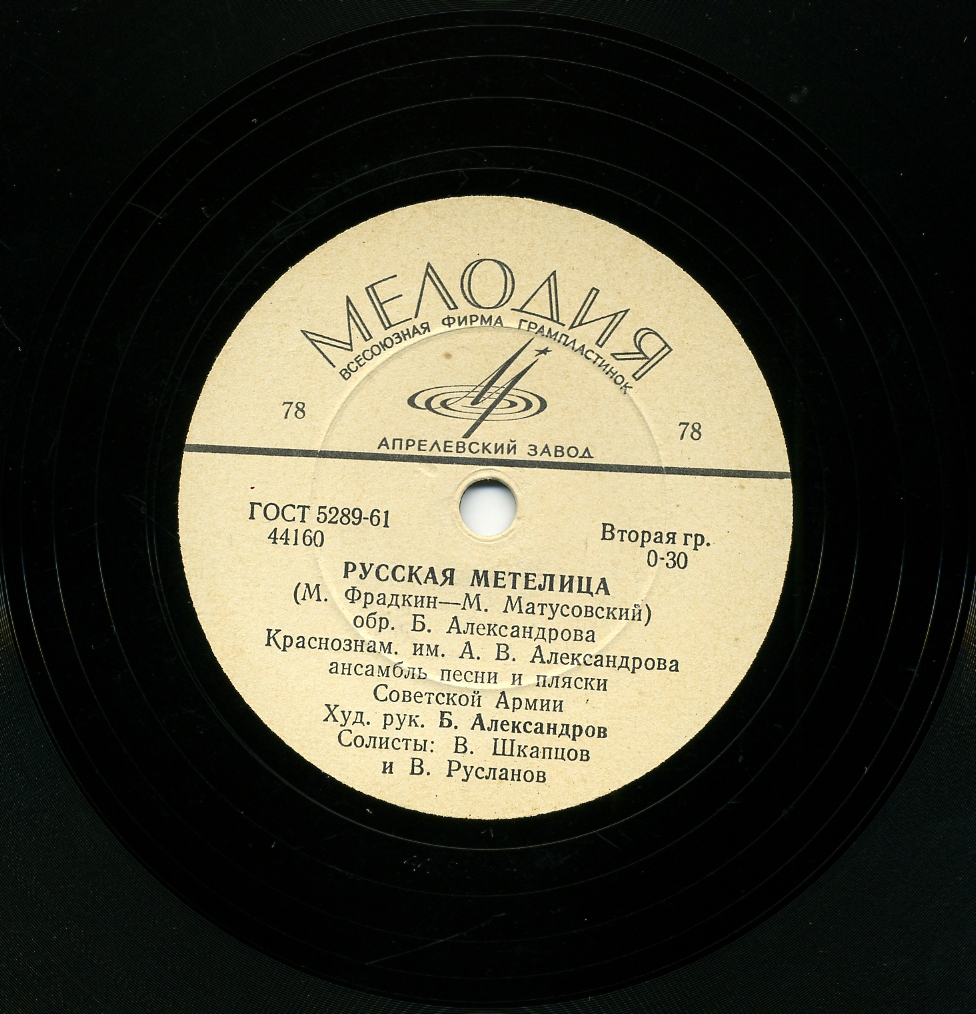 МЕЛОДИЯ
ВСЕСОЮЗНАЯ ФИРМА ГРАМПЛАСТИНОК
78
78
АПРЕЛЕВСКИЙ ЗАВОД
ГОСТ 5289-61
44160
Вторая гр.
0-30
РУССКАЯ МЕТЕЛИЦА
(М. Фрадкин—М. Матусовский)
обр. Б. Александрова
Краснознам. им. А. В. Александрова
ансамбль песни и пляски
Советской Армии
Худ. рук. Б. Александров
Солисты: В. Шкапцов
и В. Русланов